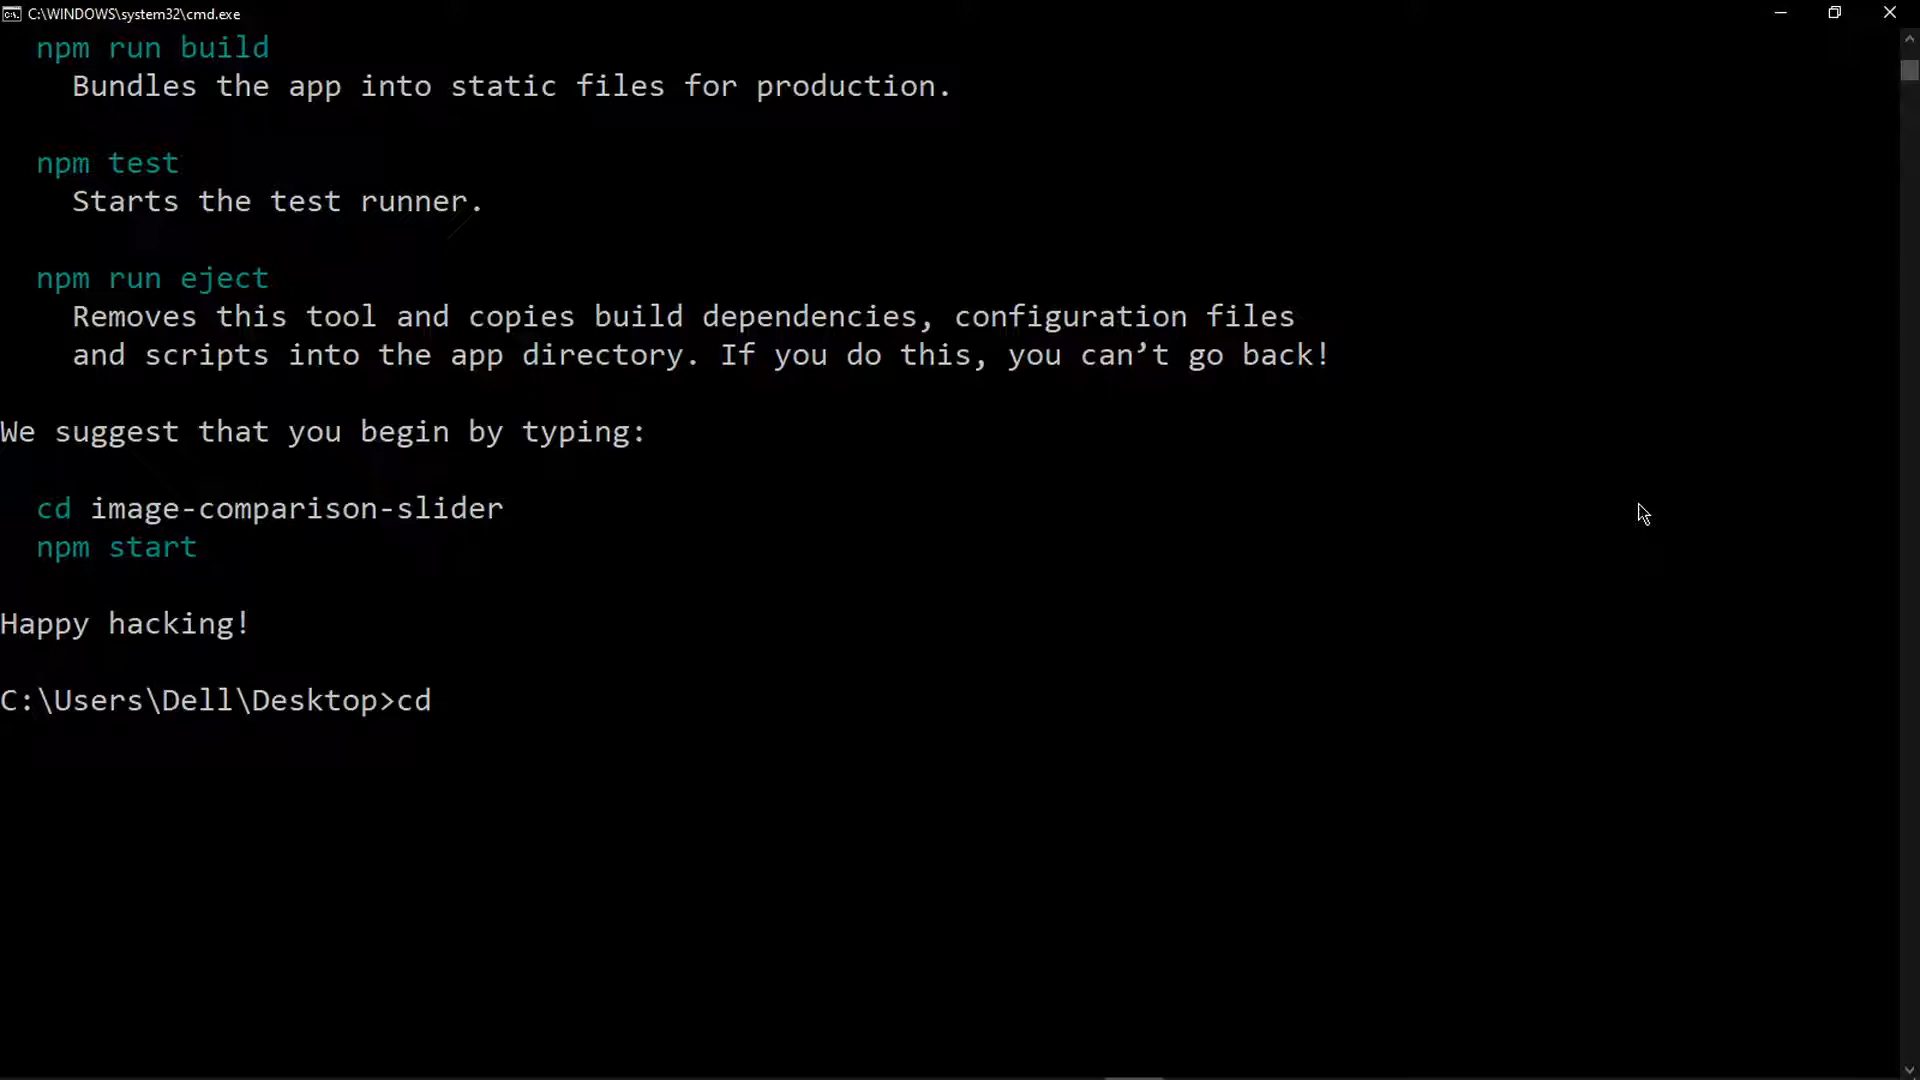 C:\WINDOWS\system32\cmd.exe
npm run build
Bundles the app into static files for production.
npm test
Starts the test runner.
npm run eject
Removes this tool and copies build dependencies, configuration files
and scripts into the app directory. If you do this, you can’t go back!
We suggest that you begin by typing:
cd image-comparison-slider
npm start
Happy hacking!
C:\Users\Dell\Desktop>cd